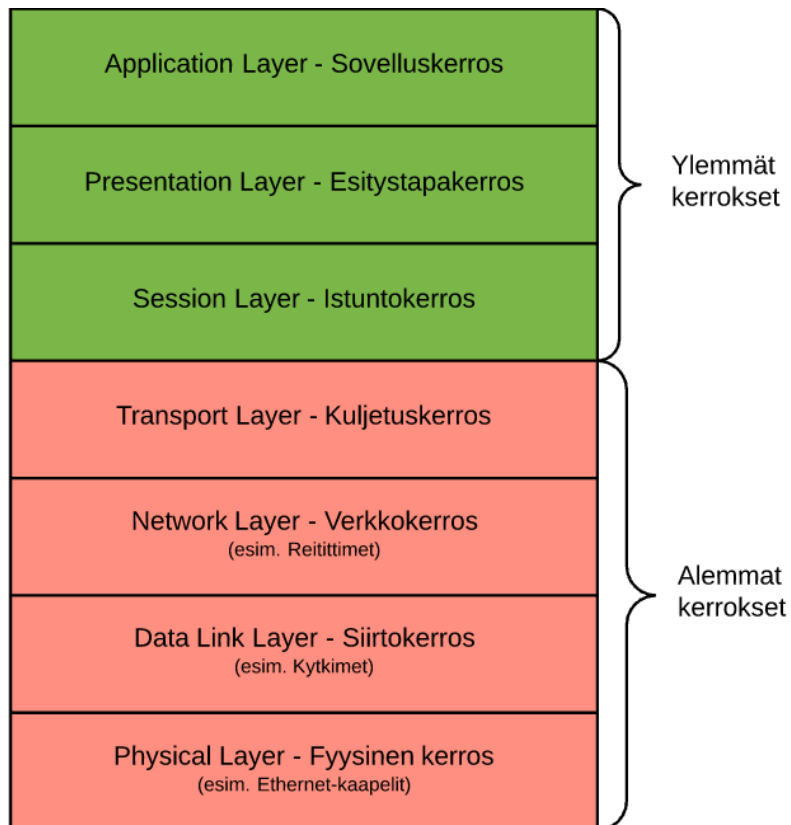 Application Layer - Sovelluskerros
Presentation Layer - Esitystapakerros
Session Layer - Istuntokerros
Ylemmät
kerrokset
Transport Layer - Kuljetuskerros
Network Layer - Verkkokerros
(esim. Reitittimet)
Data Link Layer - Siirtokerros
(esim. Kytkimet)
Physical Layer - Fyysinen kerros
(esim. Ethernet-kaapelit)
Alemmat
kerrokset